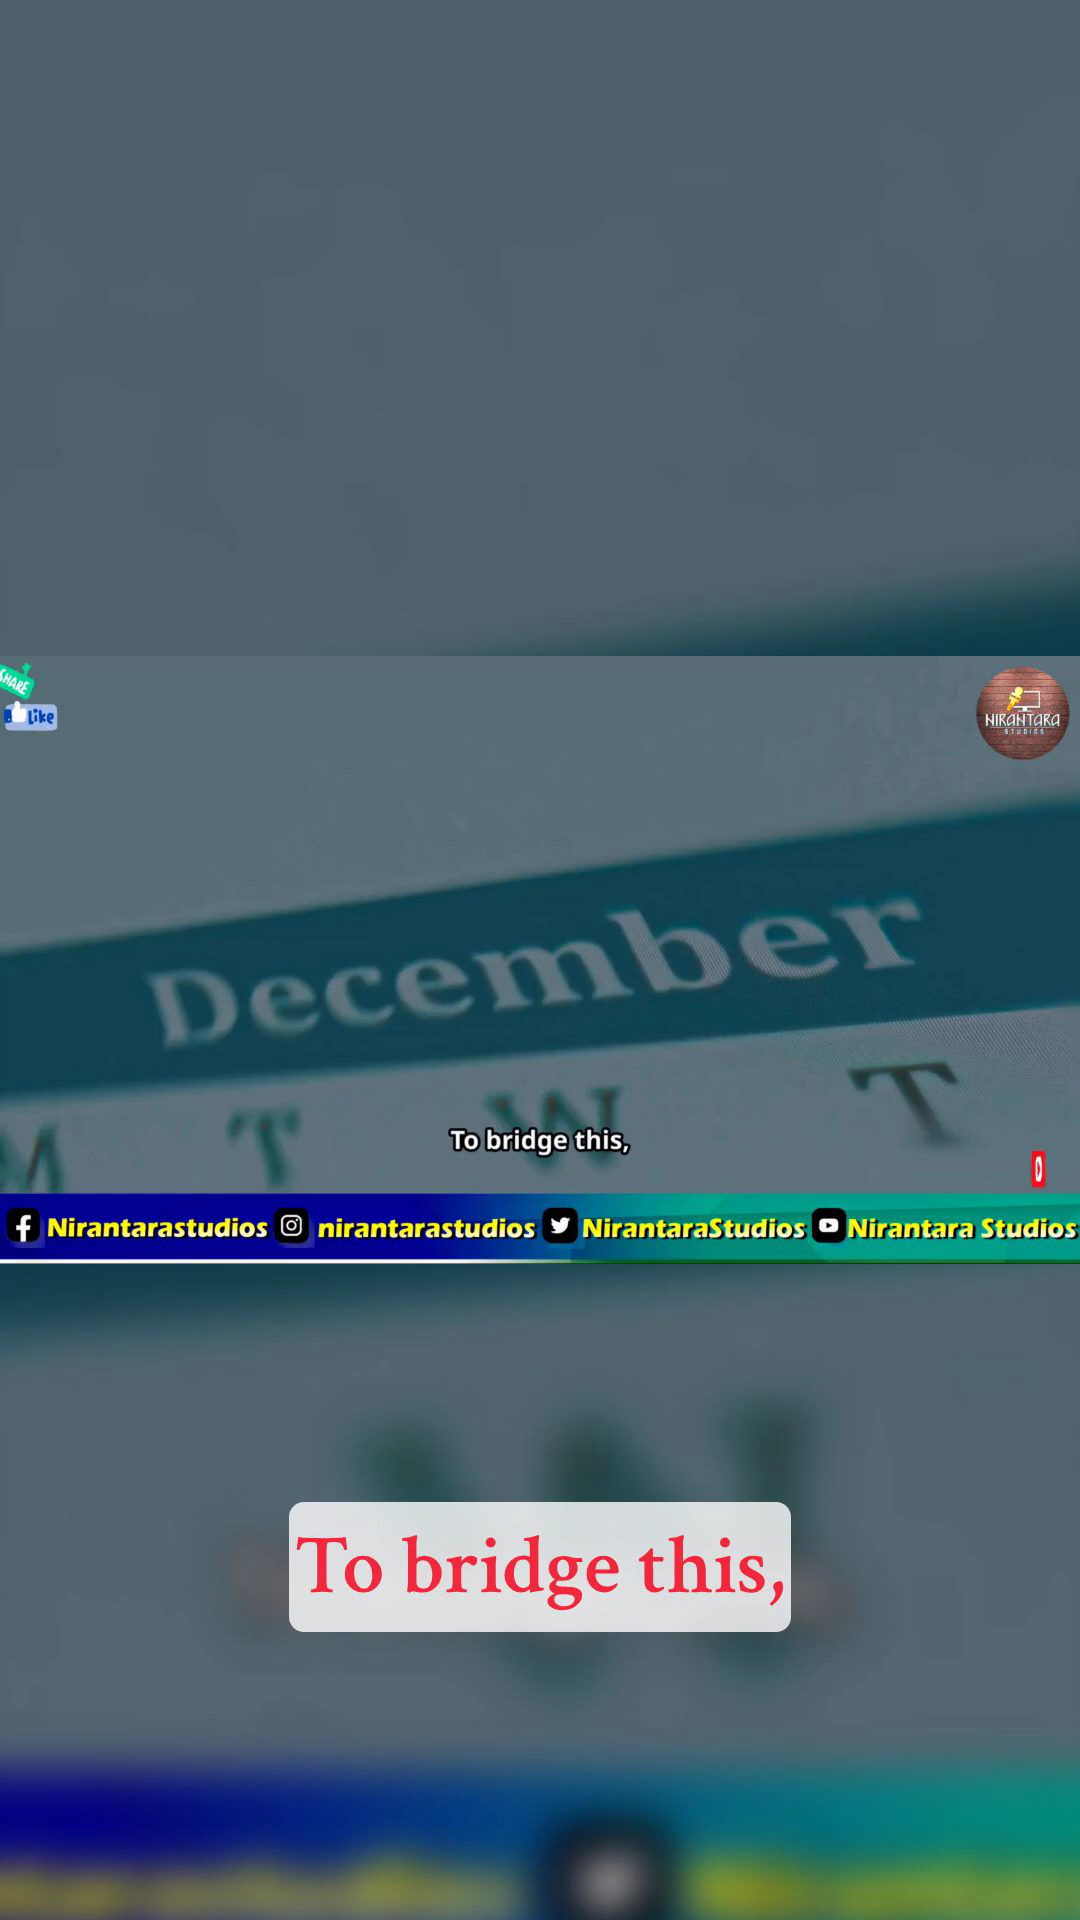 SHARE
Like
NIRANTARA
STUDIOS
December
M T W T
To bridge this,
Nirantarastudios nirantarastudios NirantaraStudios Nirantara Studios
To bridge this,